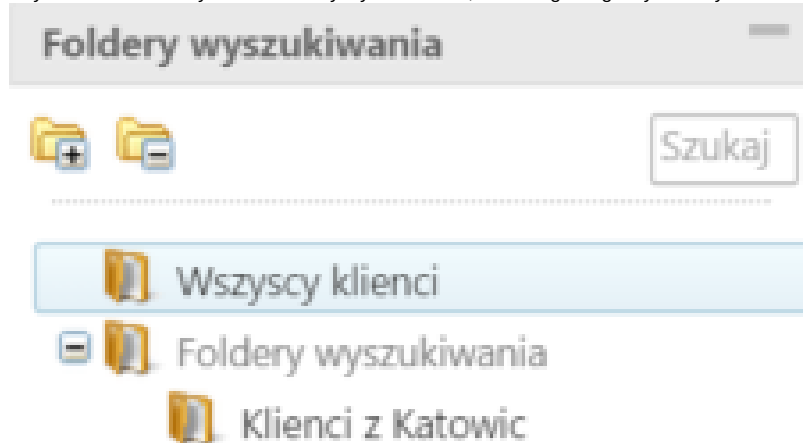 Foldery wyszukiwania
Szukaj
Wszyscy klienci
Foldery wyszukiwania
Klienci z Katowic